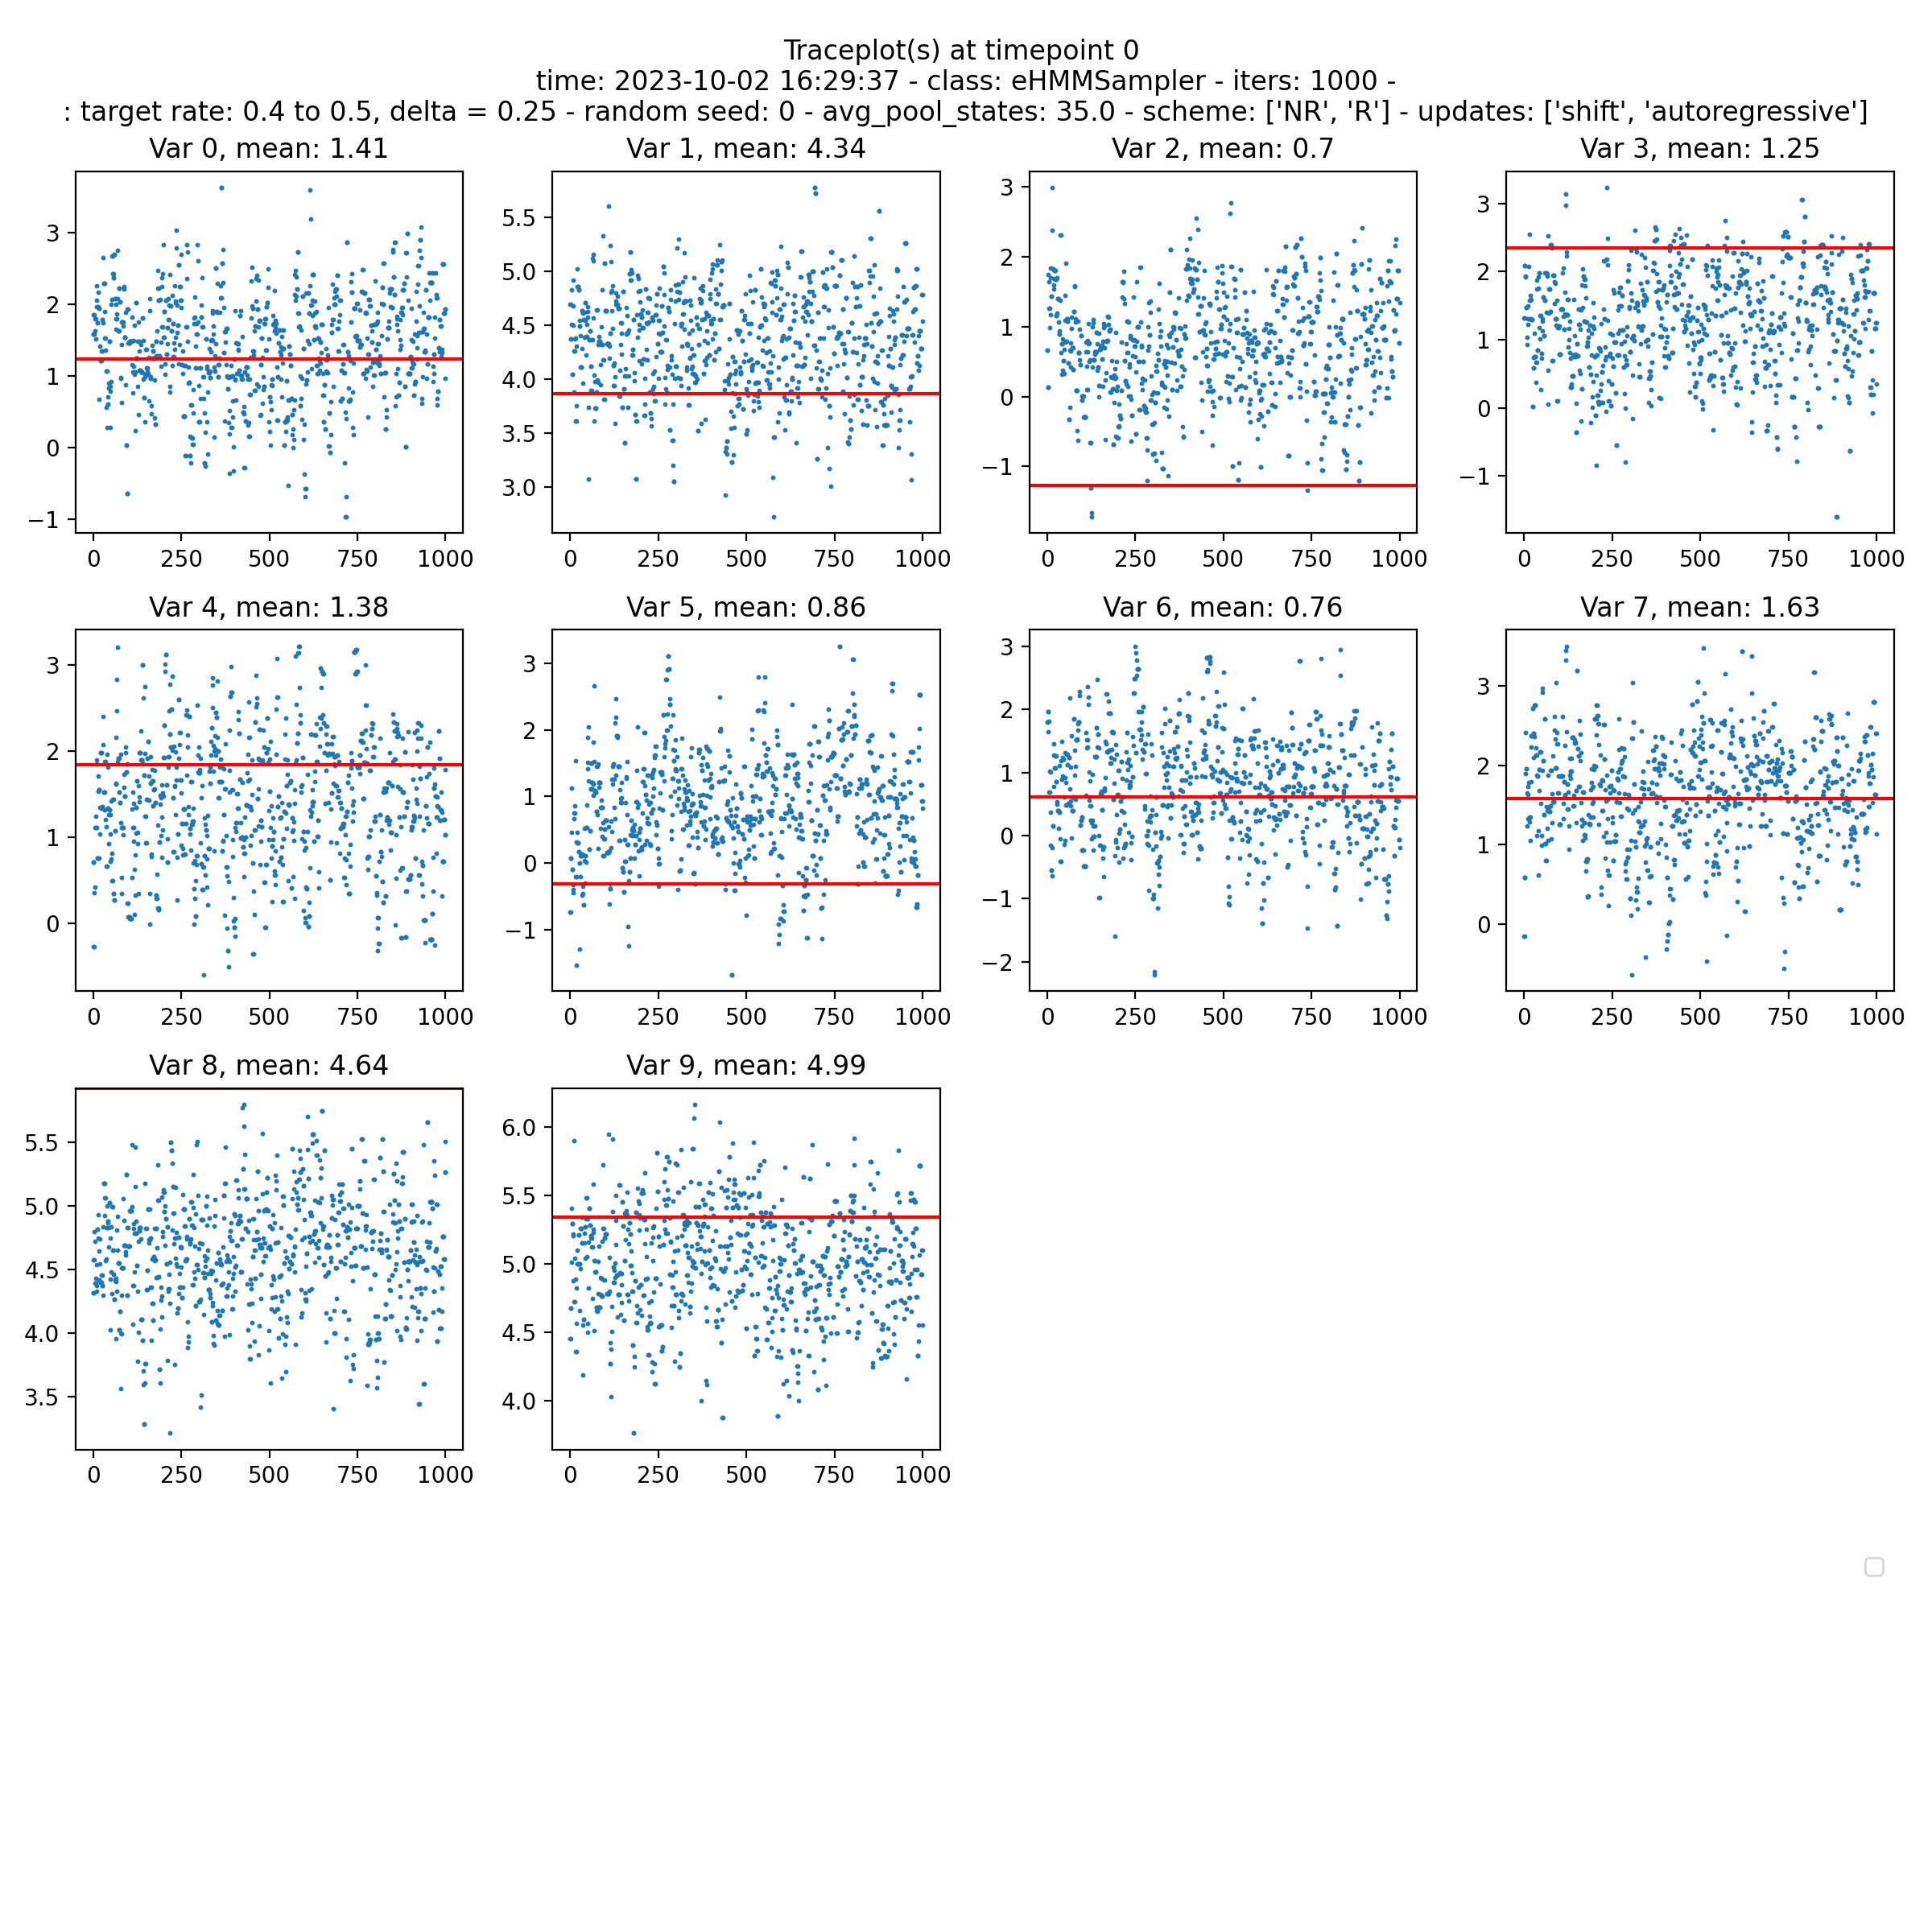 Traceplot(s) at timepoint 0
time: 2023-10-02 16:29:37 - class: eHMMSampler - iters: 1000 -
: target rate: 0.4 to 0.5, delta = 0.25 - random seed: 0 - avg_pool_states: 35.0 - scheme: ['NR', 'R'] - updates: ['shift', 'autoregressive']
Var 0, mean: 1.41
3
2
1
0
−1
0 250 500 750 1000
Var 1, mean: 4.34
5.5
5.0
4.5
4.0
3.5
3.0
0 250 500 750 1000
Var 2, mean: 0.7
3
2
1
0
−1
0 250 500 750 1000
Var 3, mean: 1.25
3
2
1
0
−1
0 250 500 750 1000
Var 4, mean: 1.38
3
2
1
0
0 250 500 750 1000
Var 5, mean: 0.86
3
2
1
0
−1
0 250 500 750 1000
Var 6, mean: 0.76
3
2
1
0
−1
−2
0 250 500 750 1000
Var 7, mean: 1.63
3
2
1
0
0 250 500 750 1000
Var 8, mean: 4.64
5.5
5.0
4.5
4.0
3.5
0 250 500 750 1000
Var 9, mean: 4.99
6.0
5.5
5.0
4.5
4.0
0 250 500 750 1000